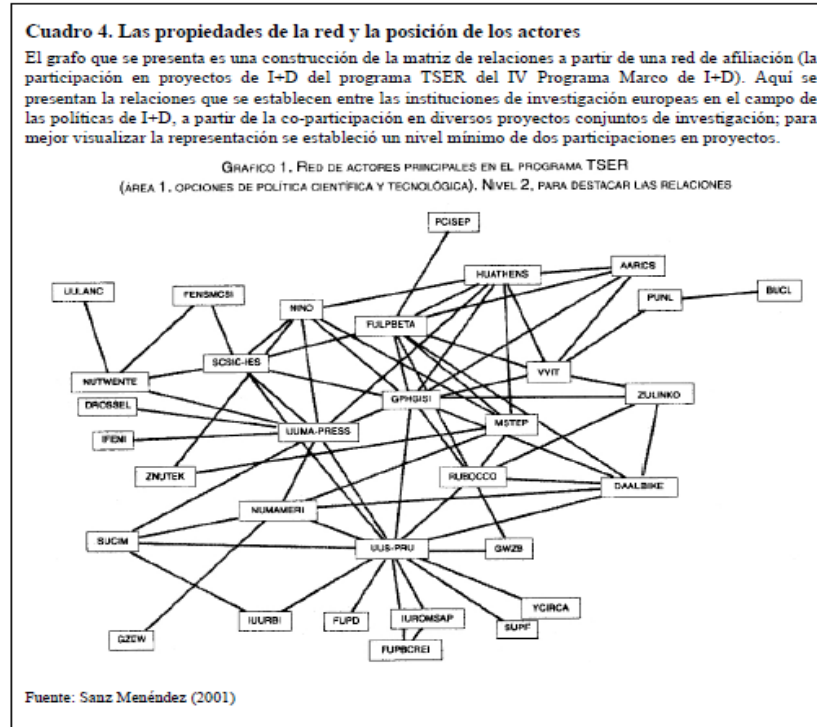 Cuadro 4. Las propiedades de la red y la posición de los actores
El grafo que se presenta es una construcción de la matriz de relaciones a partir de una red de afiliación (la
participación en proyectos de I+D del programa TSER del IV Programa Marco de I+D). Aquí se
presentan la relaciones que se establecen entre las instituciones de investigación europeas en el campo de
las políticas de I+D, a partir de la co-participación en diversos proyectos conjuntos de investigación; para
mejor visualizar la representación se estableció un nivel mínimo de dos participaciones en proyectos.
GRAFICO 1. RED DE ACTORES PRINCIPALES EN EL PROGRAMA TSER
(ÁREA 1. OPCIONES DE POLÍTICA CIENTÍFICA Y TECNOLÓGICA). NIVEL 2, PARA DESTACAR LAS RELACIONES
PCISEP
HUATHENS
AARICS
UULANC
FENSMCSI
NINO
PUNL
BUCL
FULPBETA
SCSIC-IES
VVIT
NUTWENTE
ZULINKO
GPHGISI
DROSSEL
MSTEP
UUMA-PRESS
IFENI
ZNUTEK
RUBOCCO
DAALBIKE
NUMAMERI
SUCIM
UUS-PRU
GWZB
YCIRCA
IUURBI
FUPD
IUROMSAP
SUPF
GZEW
FUPBCREI
Fuente: Sanz Menéndez (2001)